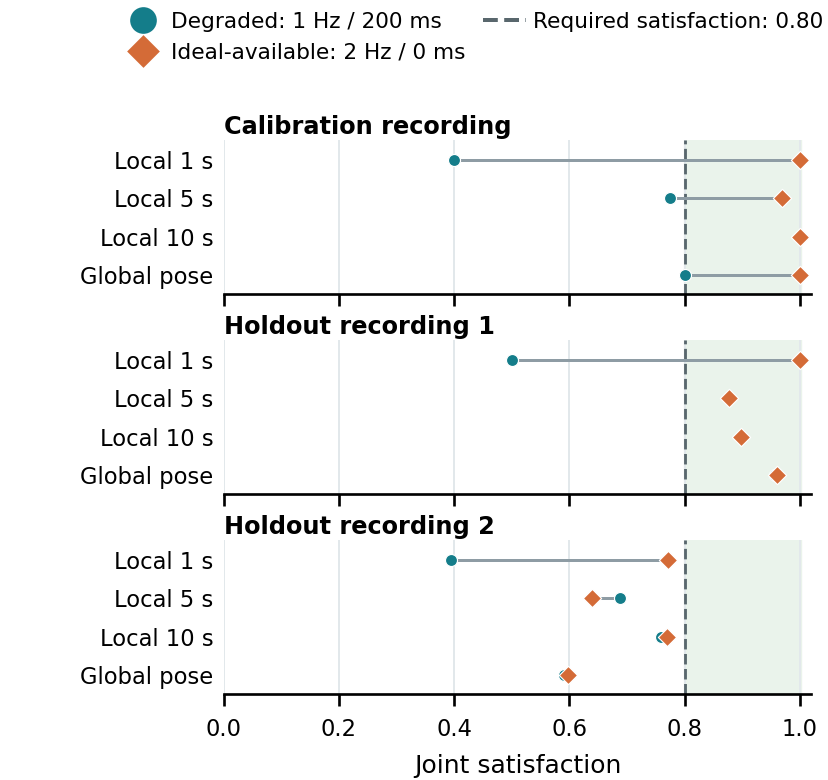 Degraded: 1 Hz / 200 ms
Required satisfaction: 0.80
Ideal-available: 2 Hz / 0 ms
Calibration recording
Local 1 s
Local 5 s
Local 10 s
Global pose
Holdout recording 1
Local 1 s
Local 5 s
Local 10 s
Global pose
Holdout recording 2
Local 1 s
Local 5 s
Local 10 s
Global pose
0.0 0.2 0.4 0.6 0.8 1.0
Joint satisfaction